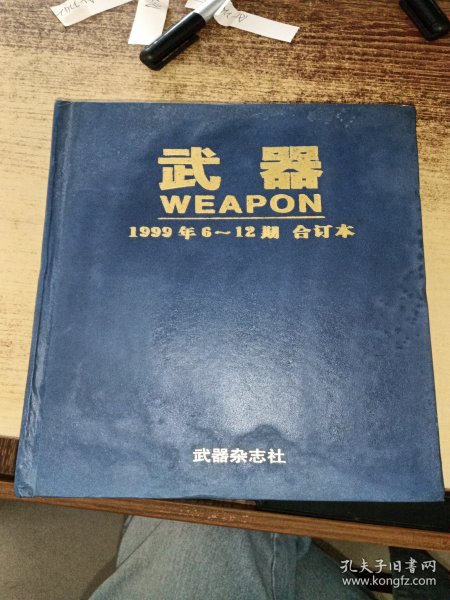 武器
WEAPON
1999年6～12期 合订本
武器杂志社
孔夫子旧书网
www.kongfz.com